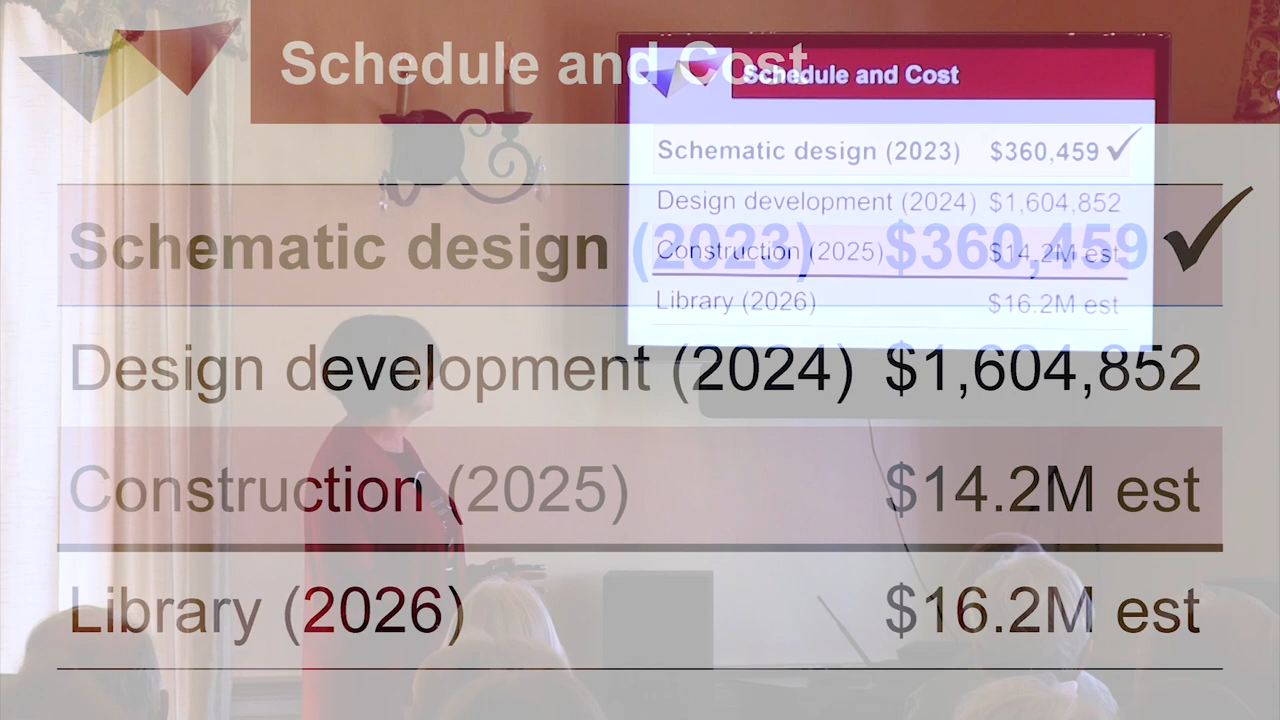 Schedule and Cost
Schematic design (2023) $360,459 ✓
Design development (2024) $1,604,852
Construction (2025) $14.2M est
Library (2026) $16.2M est
Schedule and Cost
Schematic design (2023) $360,459 ✓
Design development (2024) $1,604,852
Construction (2025) $14.2M est
Library (2026) $16.2M est